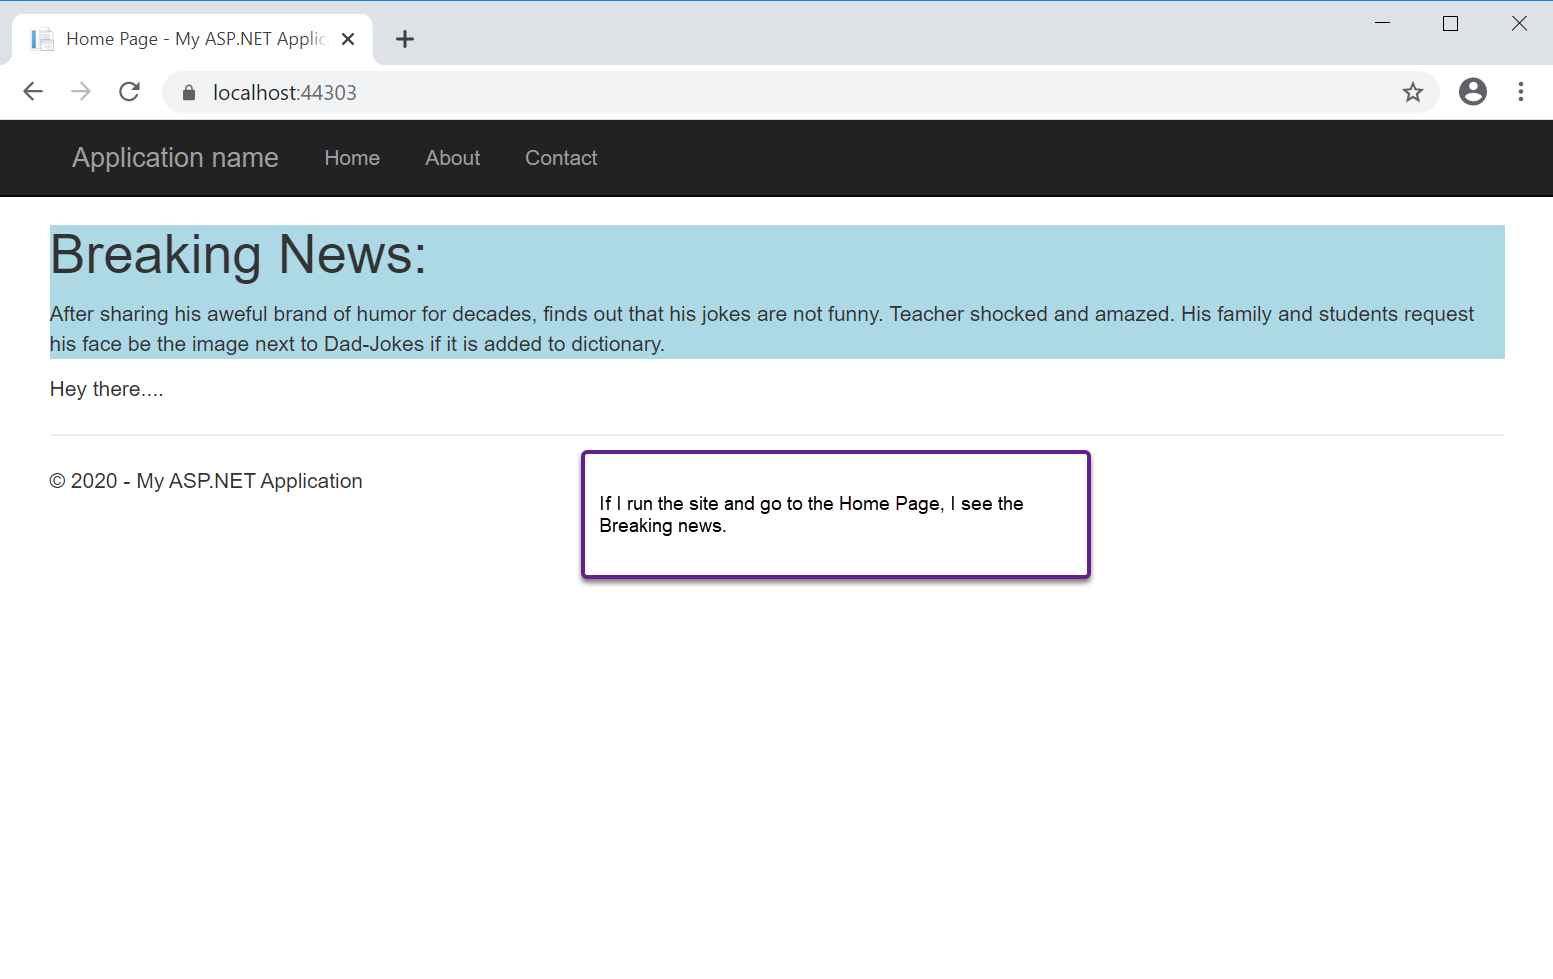 Home Page - My ASP.NET Applic
localhost:44303
Application name Home About Contact
Breaking News:
After sharing his aweful brand of humor for decades, finds out that his jokes are not funny. Teacher shocked and amazed. His family and students request
his face be the image next to Dad-Jokes if it is added to dictionary.
Hey there....
© 2020 - My ASP.NET Application
If I run the site and go to the Home Page, I see the
Breaking news.